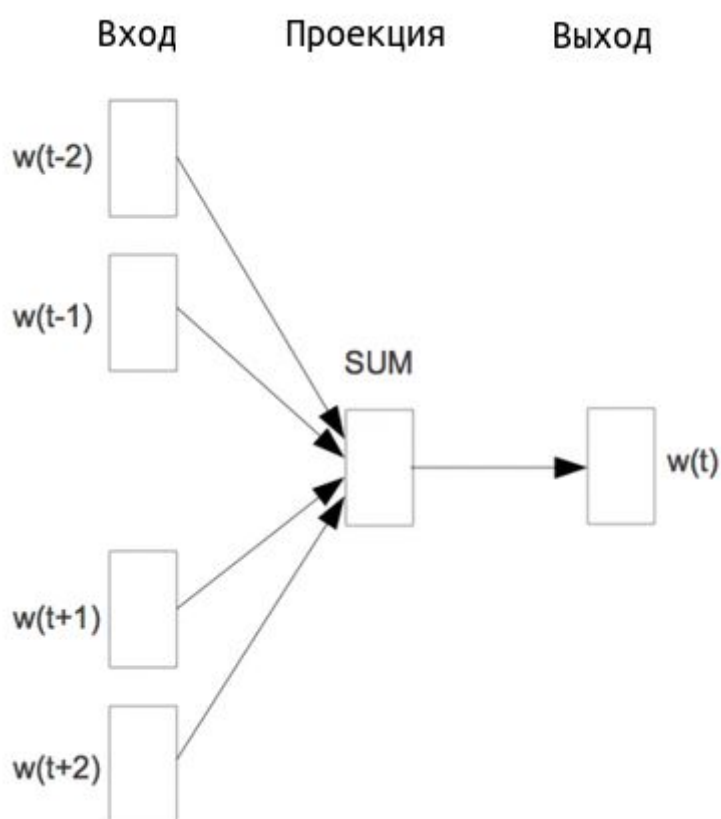 Вход Проекция Выход
w(t-2)
w(t-1)
SUM
w(t)
w(t+1)
w(t+2)